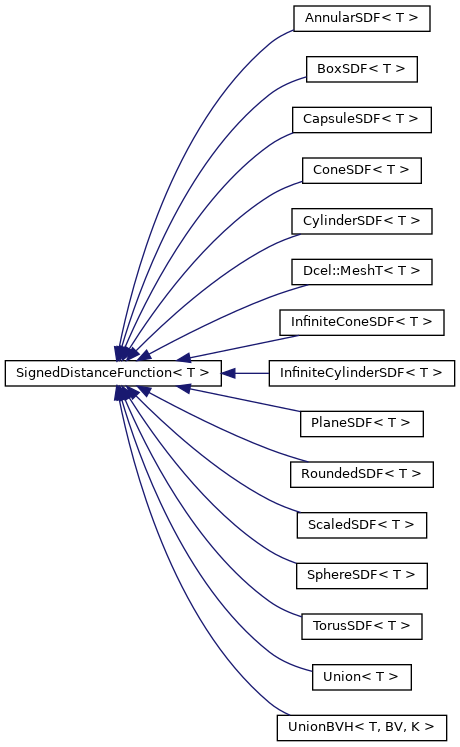 AnnularSDF< T >
BoxSDF< T >
CapsuleSDF< T >
ConeSDF< T >
CylinderSDF< T >
Dcel::MeshT< T >
InfiniteConeSDF< T >
SignedDistanceFunction< T >
InfiniteCylinderSDF< T >
PlaneSDF< T >
RoundedSDF< T >
ScaledSDF< T >
SphereSDF< T >
TorusSDF< T >
Union< T >
UnionBVH< T, BV, K >